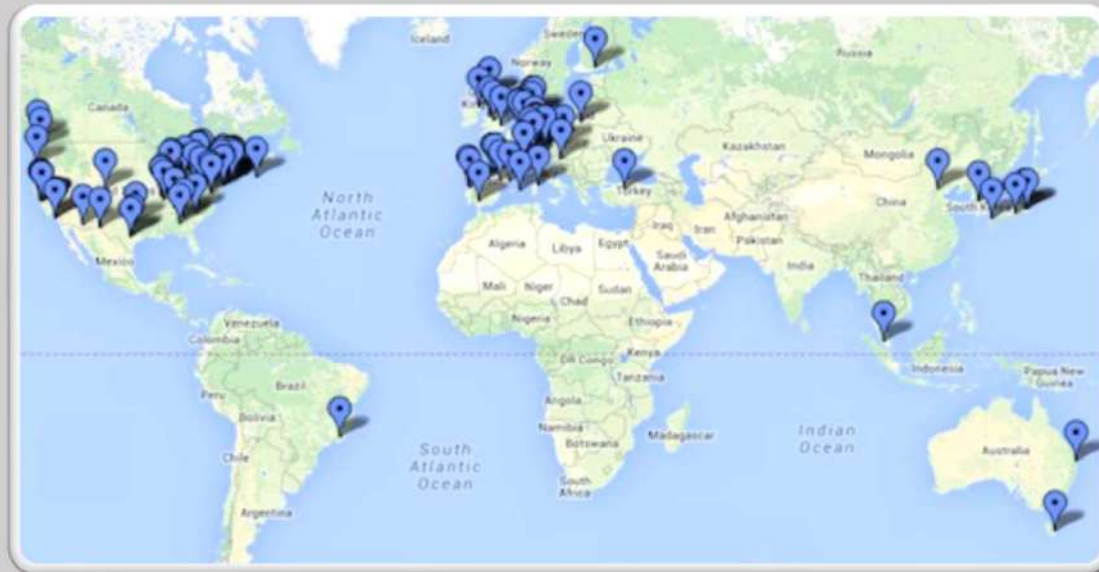 Iceland
Sweden
Norway
Russia
Canada
Ukraine
Kazakhstan
Mongolia
North
Atlantic
Ocean
Turkey
China
South
Afghanistan
Iraq
Iran
Pakistan
Algeria
Libya
Egypt
Saudi
Arabia
India
Mexico
Thailand
Mali
Niger
Chad
Sudan
Nigeria
Ethiopia
Venezuela
Colombia
DR Congo
Kenya
Tanzania
Indonesia
Papua New
Guinea
Peru
Brazil
Bolivia
Angola
Namibia
Botswana
Madagascar
Indian
Ocean
Australia
Chile
South
Atlantic
Ocean
South
Africa
Argentina